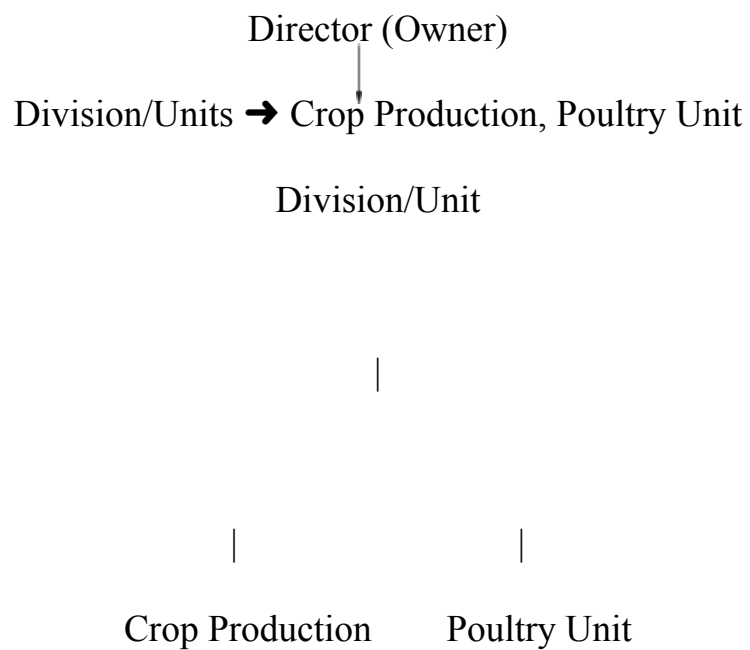 Director (Owner)
Division/Units ➜ Crop Production, Poultry Unit
Division/Unit
|
| |
Crop Production Poultry Unit